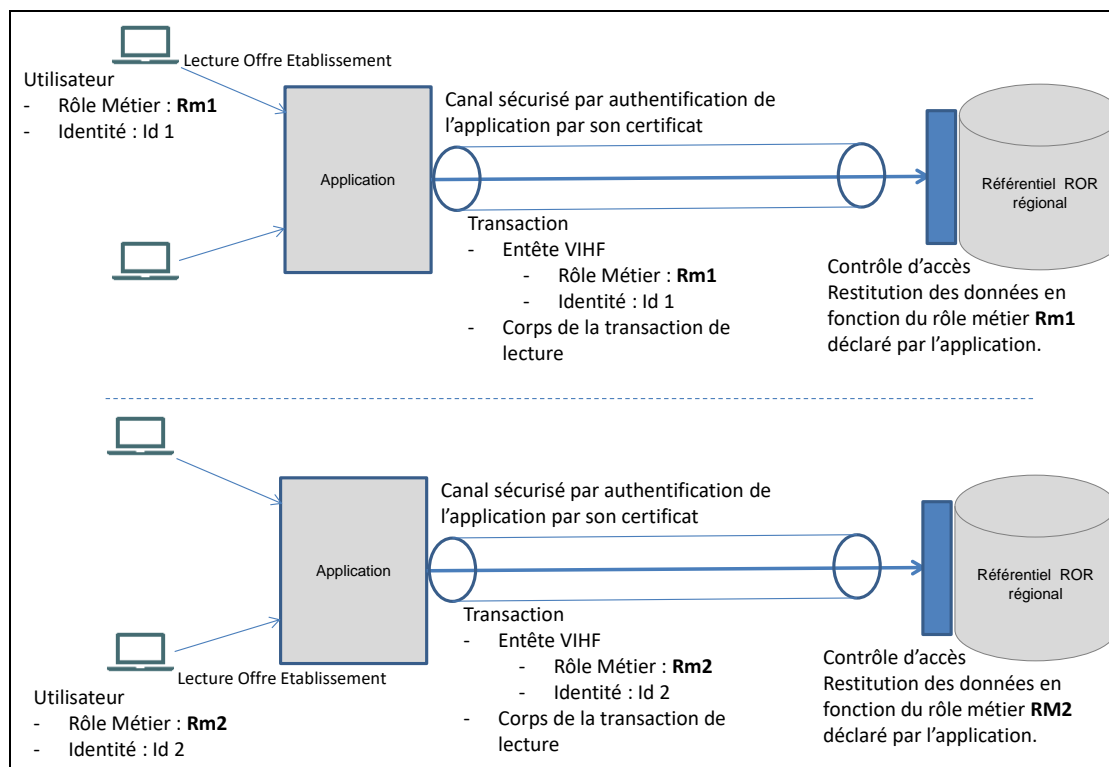 Lecture Offre Etablissement
Utilisateur
- Rôle Métier : Rm1
- Identité : Id 1
Application
Canal sécurisé par authentification de
l'application par son certificat
Transaction
- Entête VIHF
- Rôle Métier : Rm1
- Identité : Id 1
- Corps de la transaction de
lecture
Référentiel ROR
régional
Contrôle d'accès
Restitution des données en
fonction du rôle métier Rm1
déclaré par l'application.
Application
Canal sécurisé par authentification de
l'application par son certificat
Transaction
- Entête VIHF
- Rôle Métier : Rm2
- Identité : Id 2
- Corps de la transaction de
lecture
Référentiel ROR
régional
Contrôle d'accès
Restitution des données en
fonction du rôle métier RM2
déclaré par l'application.
Lecture Offre Etablissement
Utilisateur
- Rôle Métier : Rm2
- Identité : Id 2